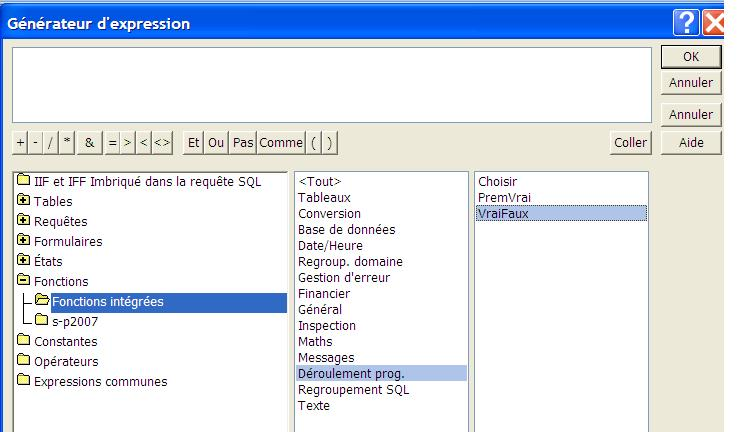 Générateur d'expression
OK
Annuler
Annuler
+ - / * & = > < <> Et Ou Pas Comme ( ) Coller Aide
IIF et IFF Imbriqué dans la requête SQL
Tables
Requêtes
Formulaires
États
Fonctions
Fonctions intégrées
s-p2007
Constantes
Opérateurs
Expressions communes
<Tout>
Tableaux
Conversion
Base de données
Date/Heure
Regroup. domaine
Gestion d'erreur
Financier
Général
Inspection
Maths
Messages
Déroulement prog.
Regroupement SQL
Texte
Choisir
PremVrai
VraiFaux